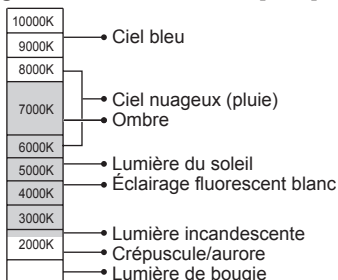 10000K
9000K
Ciel bleu
8000K
Ciel nuageux (pluie)
7000K
Ombre
6000K
5000K
Lumière du soleil
4000K
Éclairage fluorescent blanc
3000K
Lumière incandescente
2000K
Crépuscule/aurore
Lumière de bougie